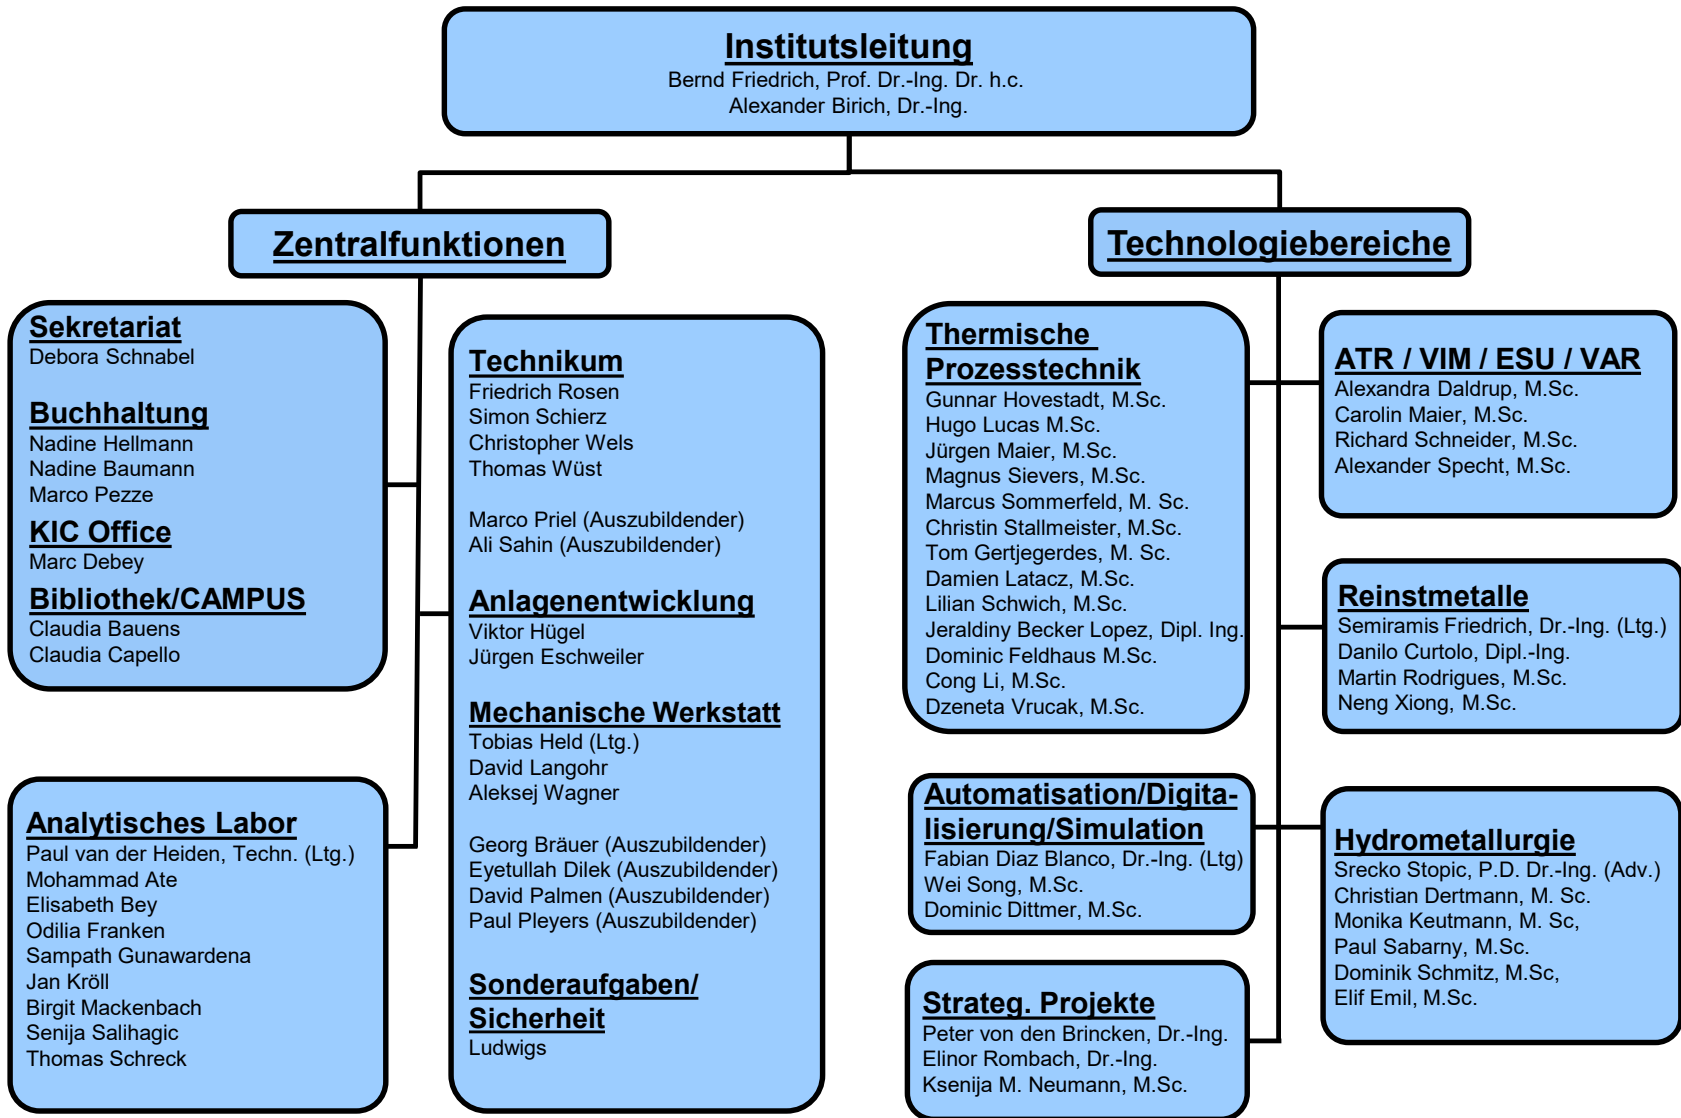 Institutsleitung
Bernd Friedrich, Prof. Dr.-Ing. Dr. h.c.
Alexander Birich, Dr.-Ing.
Zentralfunktionen
Sekretariat
Debora Schnabel
Buchhaltung
Nadine Hellmann
Nadine Baumann
Marco Pezze
KIC Office
Marc Debey
Bibliothek/CAMPUS
Claudia Bauens
Claudia Capello
Analytisches Labor
Paul van der Heiden, Techn. (Ltg.)
Mohammad Ate
Elisabeth Bey
Odilia Franken
Sampath Gunawardena
Jan Kröll
Birgit Mackenbach
Senija Salihagic
Thomas Schreck
Technikum
Friedrich Rosen
Simon Schierz
Christopher Wels
Thomas Wüst
Marco Priel (Auszubildender)
Ali Sahin (Auszubildender)
Anlagenentwicklung
Viktor Hügel
Jürgen Eschweiler
Mechanische Werkstatt
Tobias Held (Ltg.)
David Langohr
Aleksej Wagner
Georg Bräuer (Auszubildender)
Eyetullah Dilek (Auszubildender)
David Palmen (Auszubildender)
Paul Pleyers (Auszubildender)
Sonderaufgaben/
Sicherheit
Ludwigs
Technologiebereiche
Thermische
Prozesstechnik
Gunnar Hovestadt, M.Sc.
Hugo Lucas M.Sc.
Jürgen Maier, M.Sc.
Magnus Sievers, M.Sc.
Marcus Sommerfeld, M. Sc.
Christin Stallmeister, M.Sc.
Tom Gertjegerdes, M. Sc.
Damien Latacz, M.Sc.
Lilian Schwich, M.Sc.
Jeraldiny Becker Lopez, Dipl. Ing.
Dominic Feldhaus M.Sc.
Cong Li, M.Sc.
Dzeneta Vrucak, M.Sc.
ATR / VIM / ESU / VAR
Alexandra Daldrup, M.Sc.
Carolin Maier, M.Sc.
Richard Schneider, M.Sc.
Alexander Specht, M.Sc.
Reinstmetalle
Semiramis Friedrich, Dr.-Ing. (Ltg.)
Danilo Curtolo, Dipl.-Ing.
Martin Rodrigues, M.Sc.
Neng Xiong, M.Sc.
Automatisation/Digita-
lisierung/Simulation
Fabian Diaz Blanco, Dr.-Ing. (Ltg)
Wei Song, M.Sc.
Dominic Dittmer, M.Sc.
Hydrometallurgie
Srecko Stopic, P.D. Dr.-Ing. (Adv.)
Christian Dertmann, M. Sc.
Monika Keutmann, M. Sc,
Paul Sabarny, M.Sc.
Dominik Schmitz, M.Sc,
Elif Emil, M.Sc.
Strateg. Projekte
Peter von den Brincken, Dr.-Ing.
Elinor Rombach, Dr.-Ing.
Ksenija M. Neumann, M.Sc.